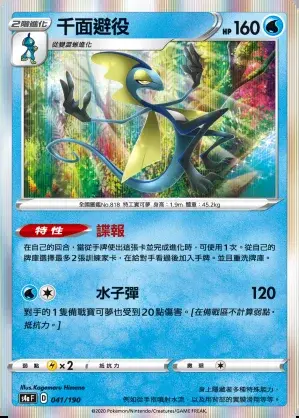 2階進化
千面避役
HP 160
從變澀蜥進化
全國圖鑑No.818 特工寶可夢 身高:1.9m 體重:45.2kg
特性 諜報
在自己的回合,當從手牌使出這張卡並完成進化時,可使用1次。從自己的
牌庫選擇最多2張訓練家卡,在給對手看過後加入手牌。並且重洗牌庫。
水子彈 120
對手的1隻備戰寶可夢也受到20點傷害。[在備戰區不計算弱點、
抵抗力。]
弱點 ×2 抵抗力 撤退
Illus.Kagemaru Himeno
s4a F D 041/190
©2020 Pokémon/Nintendo/Creatures/GAME FREAK.